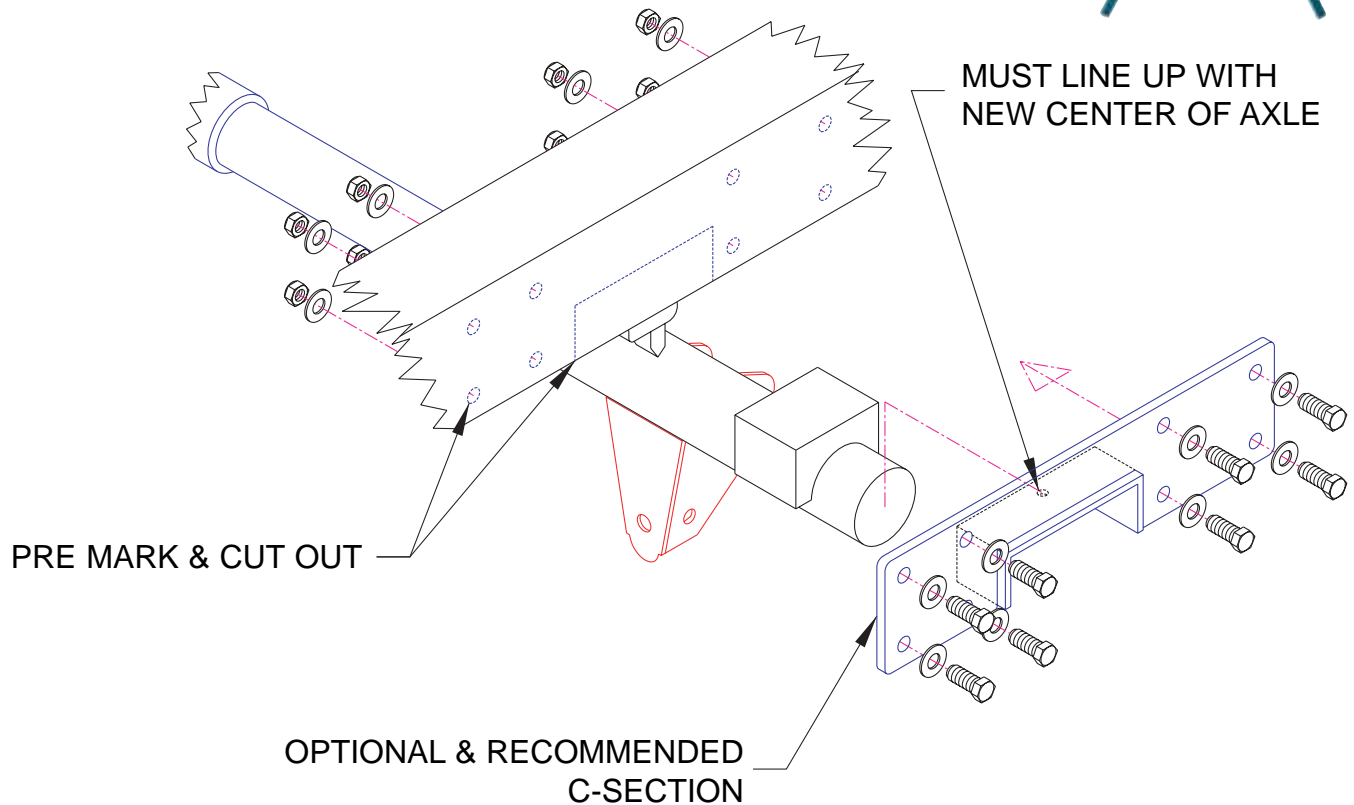 MUST LINE UP WITH
NEW CENTER OF AXLE
PRE MARK & CUT OUT
OPTIONAL & RECOMMENDED
C-SECTION